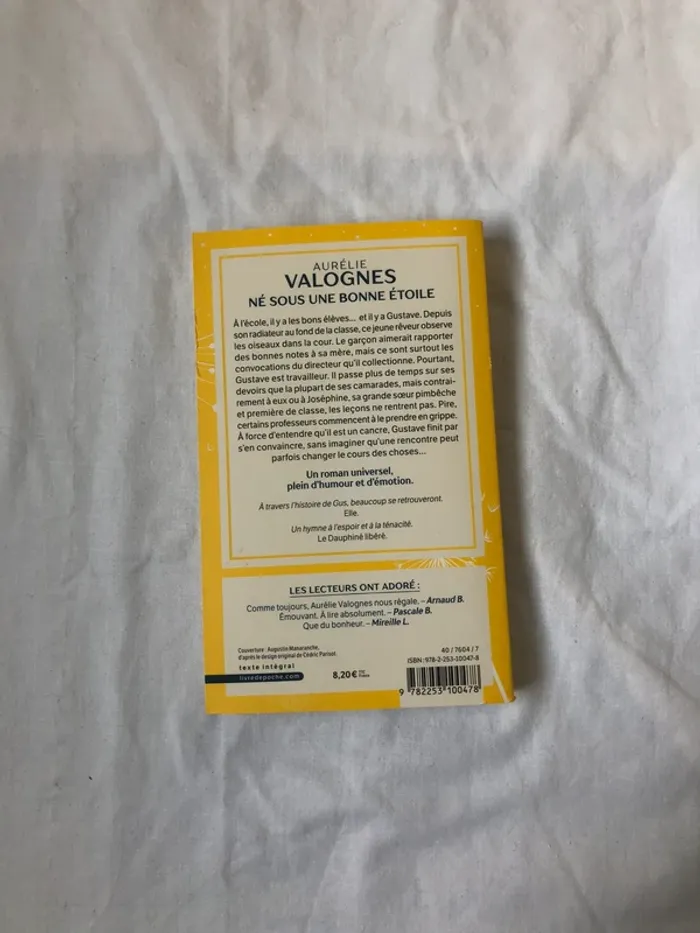 AURÉLIE
VALOGNES
NÉ SOUS UNE BONNE ÉTOILE
À l'école, il y a les bons élèves... et il y a Gustave. Depuis
son radiateur au fond de la classe, ce jeune rêveur observe
les oiseaux dans la cour. Le garçon aimerait rapporter
des bonnes notes à sa mère, mais ce sont surtout les
convocations du directeur qu'il collectionne. Pourtant,
Gustave est travailleur. Il passe plus de temps sur ses
devoirs que la plupart de ses camarades, mais contrai-
rement à eux ou à Joséphine, sa grande sœur pimbêche
et première de classe, les leçons ne rentrent pas. Pire,
certains professeurs commencent à le prendre en grippe.
À force d'entendre qu'il est un cancre, Gustave finit par
s'en convaincre, sans imaginer qu'une rencontre peut
parfois changer le cours des choses...
Un roman universel,
plein d'humour et d'émotion.
À travers l'histoire de Gus, beaucoup se retrouveront.
Elle.
Un hymne à l'espoir et à la ténacité.
Le Dauphiné libéré.
LES LECTEURS ONT ADORÉ :
Comme toujours, Aurélie Valognes nous régale. – Arnaud B.
Émouvant. À lire absolument. – Pascale B.
Que du bonheur. – Mireille L.
Couverture : Augustin Manaranche,
d'après le design original de Cédric Parisot.
texte intégral
livredepoche.com
8,20 €
France
40 / 7604 / 7
ISBN : 978-2-253-10047-8
9 782253 100478